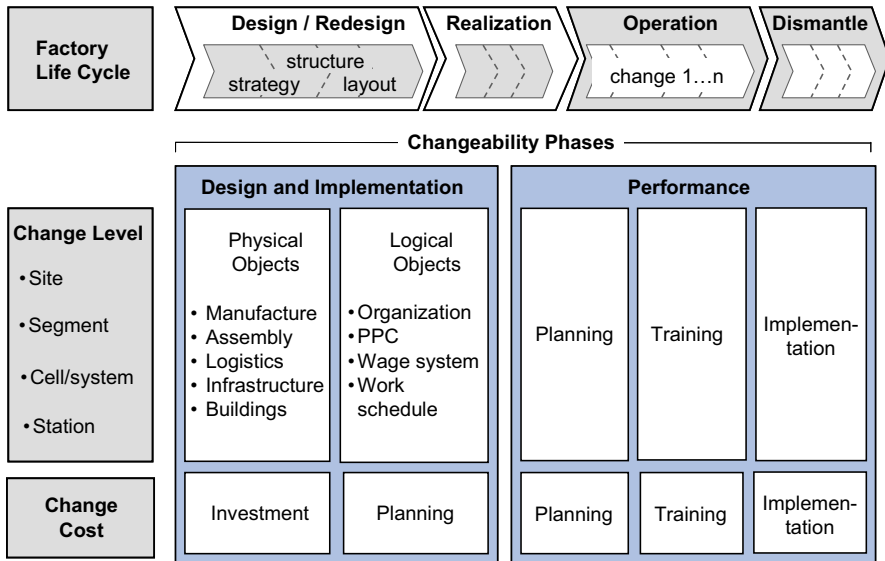 Factory
Life Cycle
Design / Redesign
structure
strategy layout
Realization
Operation
change 1...n
Dismantle
Changeability Phases
Design and Implementation
Performance
Change Level
• Site
• Segment
• Cell/system
• Station
Physical
Objects
• Manufacture
• Assembly
• Logistics
• Infrastructure
• Buildings
Logical
Objects
• Organization
• PPC
• Wage system
• Work
schedule
Planning
Training
Implemen-
tation
Change
Cost
Investment
Planning
Planning
Training
Implemen-
tation